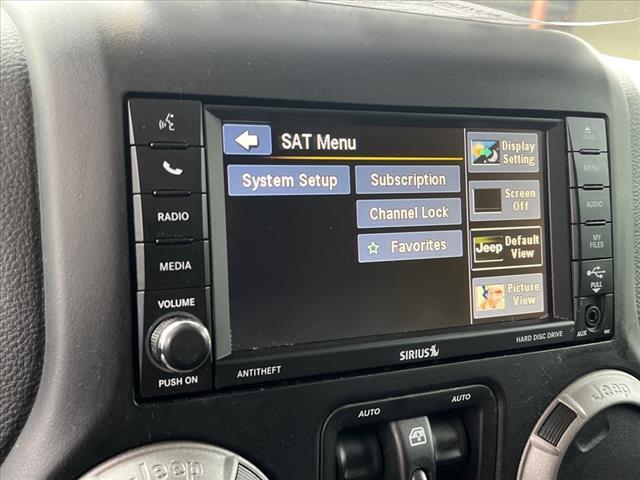 SAT Menu
System Setup
Subscription
Channel Lock
Favorites
Display
Setting
Screen
Off
Jeep
Default
View
Picture
View
RADIO
MEDIA
VOLUME
PUSH ON
LOAD
MENU
AUDIO
MY
FILES
PULL
AUX
ANTITHEFT
SIRIUS
HARD DISC DRIVE
AUTO
AUTO
Jeep
Jeep